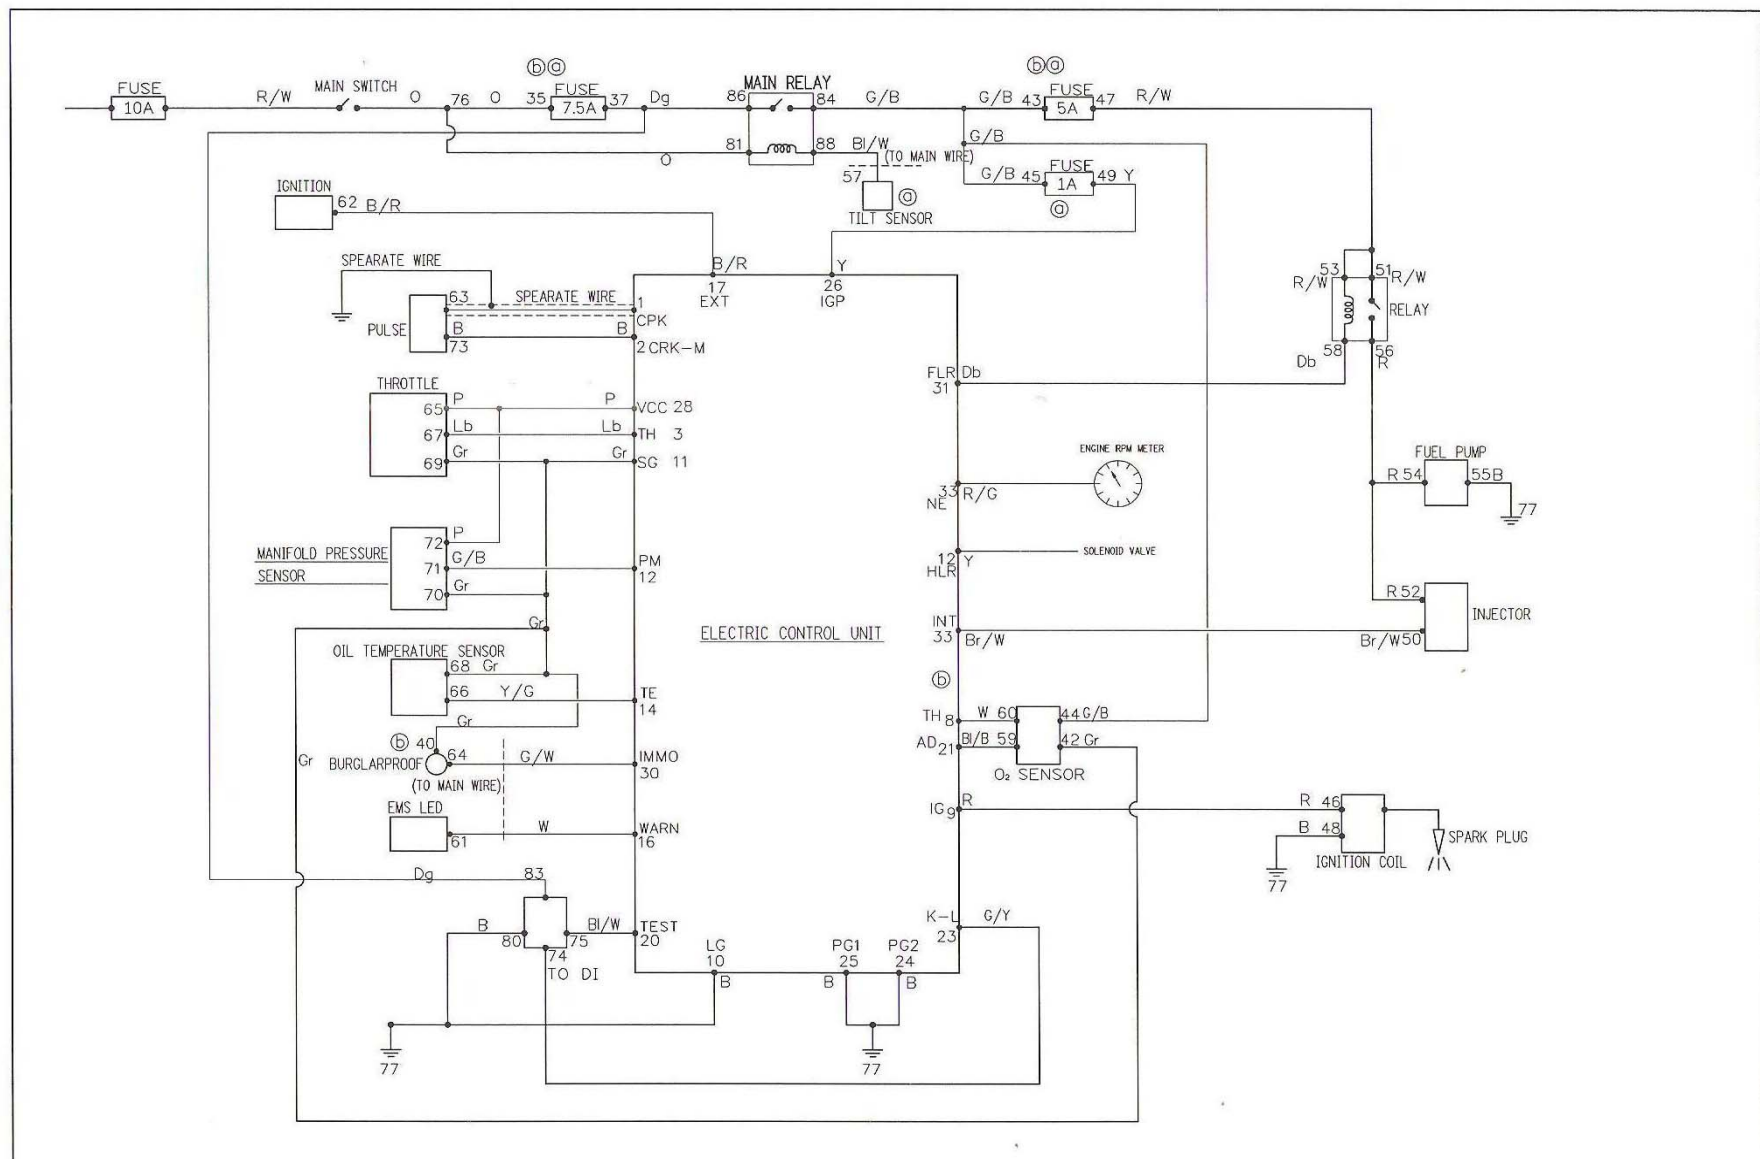 FUSE
10A
R/W
MAIN SWITCH
O
76
O
35
ⓑⓐ
FUSE
7.5A
37
Dg
86
MAIN RELAY
84
G/B
G/B
43
ⓑⓐ
FUSE
5A
47
R/W
O
81
88
Bl/W
(TO MAIN WIRE)
G/B
57
ⓐ
TILT SENSOR
G/B
45
FUSE
1A
49
Y
ⓐ
IGNITION
62
B/R
SPEARATE WIRE
B/R
17
EXT
Y
26
IGP
63
SPEARATE WIRE
1
CPK
PULSE
B
73
B
2 CRK-M
53
R/W
51
R/W
RELAY
58
56
Db
R
THROTTLE
65
P
P
VCC 28
67
Lb
Lb
TH 3
69
Gr
Gr
SG 11
FLR
Db
31
ENGINE RPM METER
33
NE
R/G
FUEL PUMP
R 54
55B
77
MANIFOLD PRESSURE
SENSOR
72
P
71
G/B
PM
12
70
Gr
Gr
12
HLR
Y
SOLENOID VALVE
ELECTRIC CONTROL UNIT
INT
33
Br/W
R 52
Br/W50
INJECTOR
OIL TEMPERATURE SENSOR
68
Gr
66
Y/G
TE
14
Gr
Gr
ⓑ
40
BURGLARPROOF
64
G/W
IMMO
30
(TO MAIN WIRE)
ⓑ
TH 8
W
60
44
G/B
AD 21
Bl/B
59
42
Gr
O₂ SENSOR
EMS LED
61
W
WARN
16
IG 9
R
R
46
B
48
77
IGNITION COIL
SPARK PLUG
Dg
83
B
80
75
Bl/W
TEST
20
74
TO DI
LG
10
B
PG1
25
B
PG2
24
B
K-L
23
G/Y
77
77